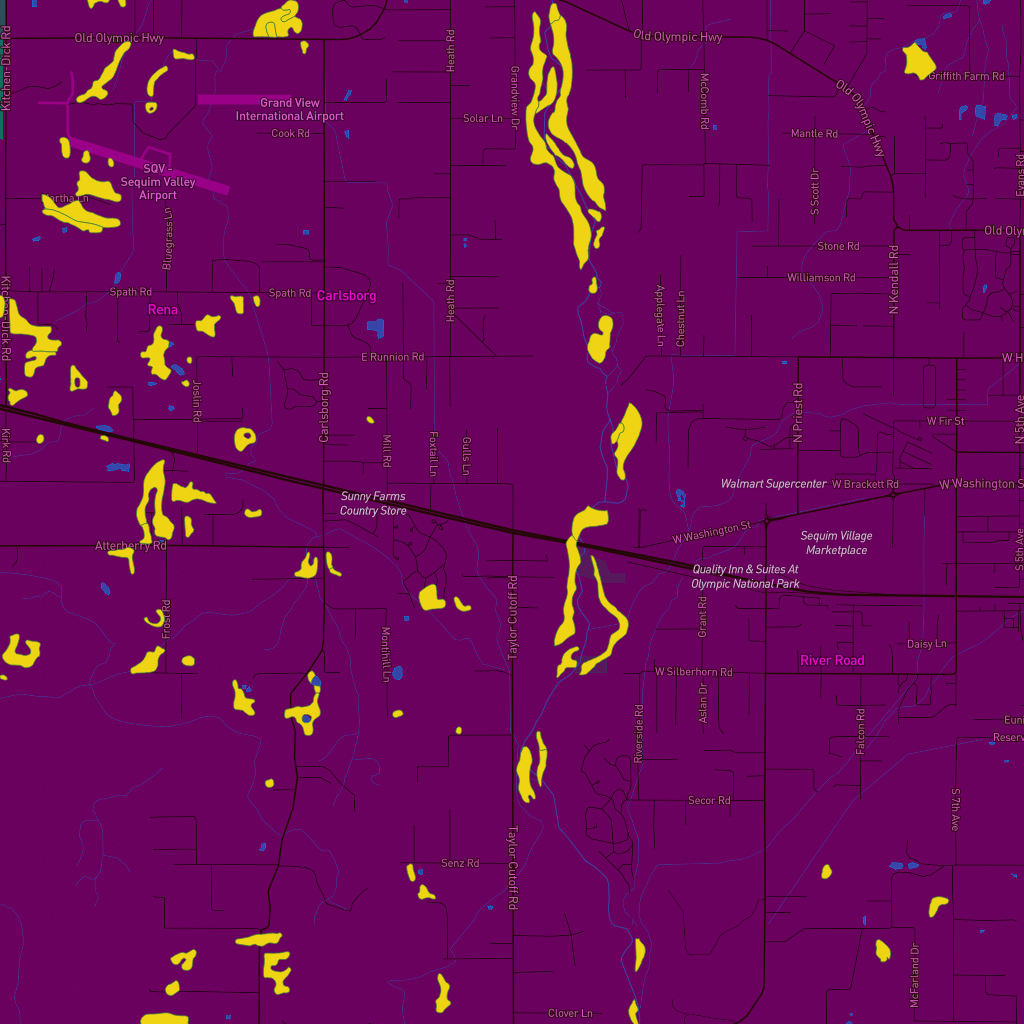 Old Olympic Hwy
Old Olympic Hwy
Kitchen-Dick Rd
Heath Rd
Grandview Dr
McComb Rd
Griffith Farm Rd
Old Olympic Hwy
Grand View
International Airport
Solar Ln
Cook Rd
Mantle Rd
Evans Rd
SQV -
Sequim Valley
Airport
S Scott Dr
Bluegrass Ln
Old Oly
Stone Rd
Williamson Rd
N Kendall Rd
Kitchen-Dick Rd
Spath Rd
Spath Rd
Carlsborg
Rena
Heath Rd
Applegate Ln
Chestnut Ln
E Runnion Rd
W H
Joslin Rd
Carlsborg Rd
N Priest Rd
N 5th Ave
W Fir St
Kirk Rd
Mill Rd
Foxtail Ln
Gulls Ln
Walmart Supercenter
W Brackett Rd
W Washington S
Sunny Farms
Country Store
W Washington St
Sequim Village
Marketplace
S 5th Ave
Atterberry Rd
Quality Inn & Suites At
Olympic National Park
Frost Rd
Taylor Cutoff Rd
Grant Rd
Monthill Ln
Daisy Ln
River Road
W Silberhorn Rd
Aslan Dr
Riverside Rd
Falcon Rd
Euni
Reserv
Secor Rd
S 7th Ave
Senz Rd
Taylor Cutoff Rd
McFarland Dr
Clover Ln